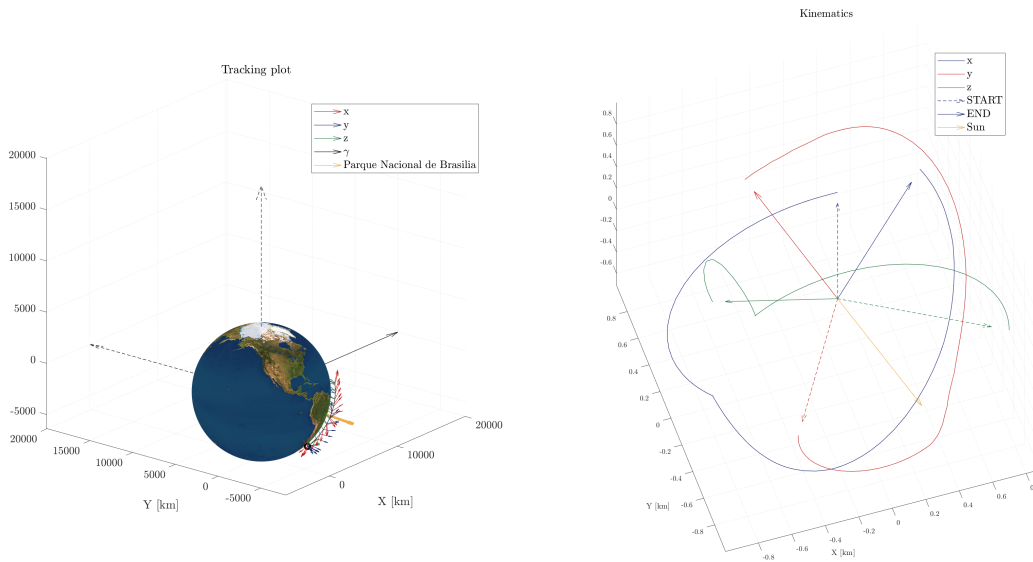 Kinematics
Tracking plot
x
y
z
START
END
Sun
x
y
z
γ
Parque Nacional de Brasilia
20000
15000
10000
5000
0
-5000
20000
15000
10000
5000
0
-5000
Y [km]
0
10000
20000
X [km]
0.8
0.6
0.4
0.2
0
-0.2
-0.4
-0.6
0.8
0.6
0.4
0.2
0
-0.2
-0.4
-0.6
-0.8
Y [km]
-0.8
-0.6
-0.4
-0.2
0
0.2
0.4
0.6
X [km]